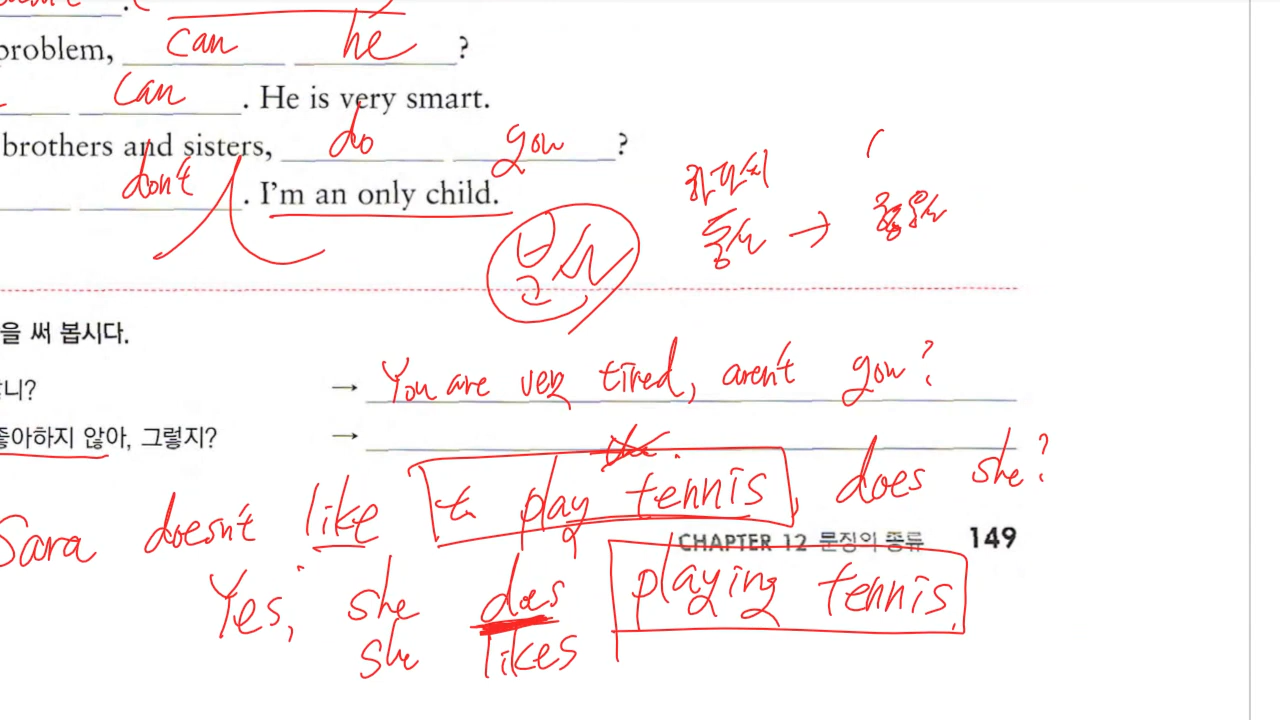 problem, can he ?
can . He is very smart.
brothers and sisters, do you ?
don't . I'm an only child.
분사
을 써 봅시다.
니? → You are very tired, aren't you?
좋아하지 않아, 그렇지? →
Sara doesn't like to play tennis, does she?
CHAPTER 12 문장의 종류 149
Yes, she does playing tennis.
she likes